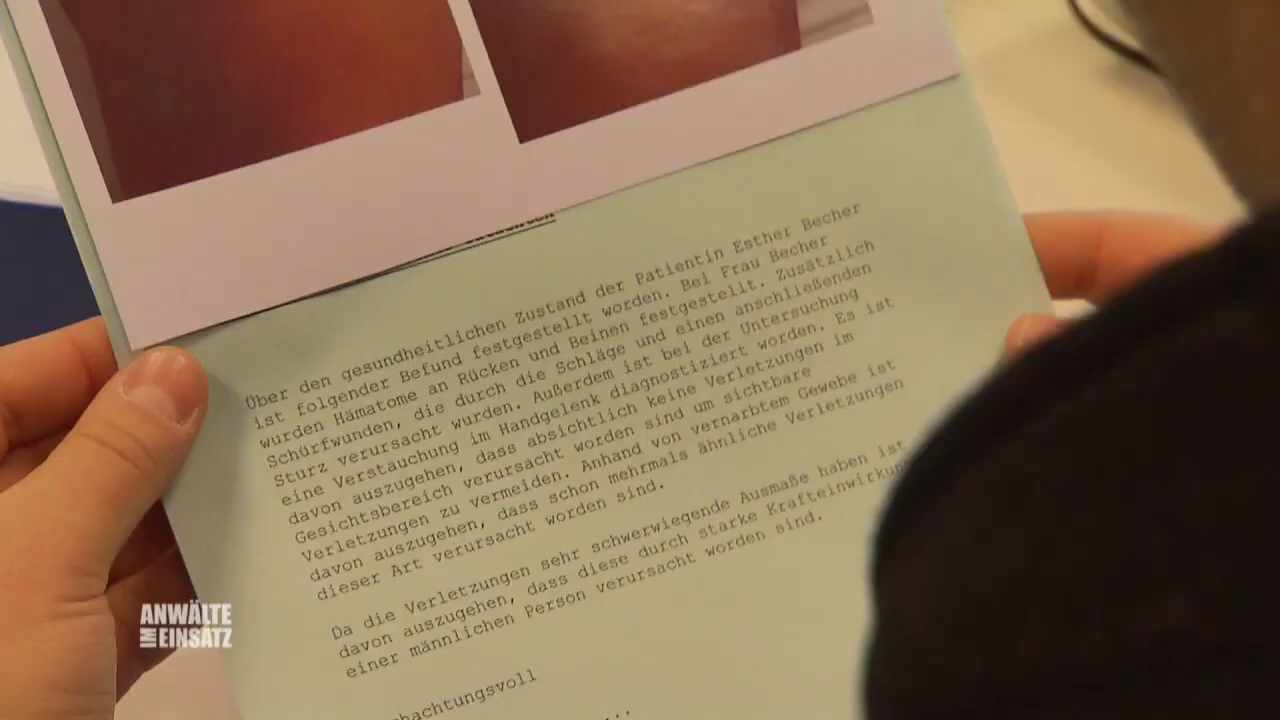 Über den gesundheitlichen Zustand der Patientin Esther Becher
ist folgender Befund festgestellt worden. Bei Frau Becher
wurden Hämatome an Rücken und Beinen festgestellt. Zusätzlich
Schürfwunden, die durch die Schläge und einen anschließenden
Sturz verursacht wurden. Außerdem ist bei der Untersuchung
eine Verstauchung im Handgelenk diagnostiziert worden. Es ist
davon auszugehen, dass absichtlich keine Verletzungen im
Gesichtsbereich verursacht worden sind um sichtbare
Verletzungen zu vermeiden. Anhand von vernarbtem Gewebe ist
davon auszugehen, dass schon mehrmals ähnliche Verletzungen
dieser Art verursacht worden sind.
Da die Verletzungen sehr schwerwiegende Ausmaße haben ist
davon auszugehen, dass diese durch starke Krafteinwirkun
einer männlichen Person verursacht worden sind.
hachtungsvoll
...
ANWÄLTE
IM EINSATZ